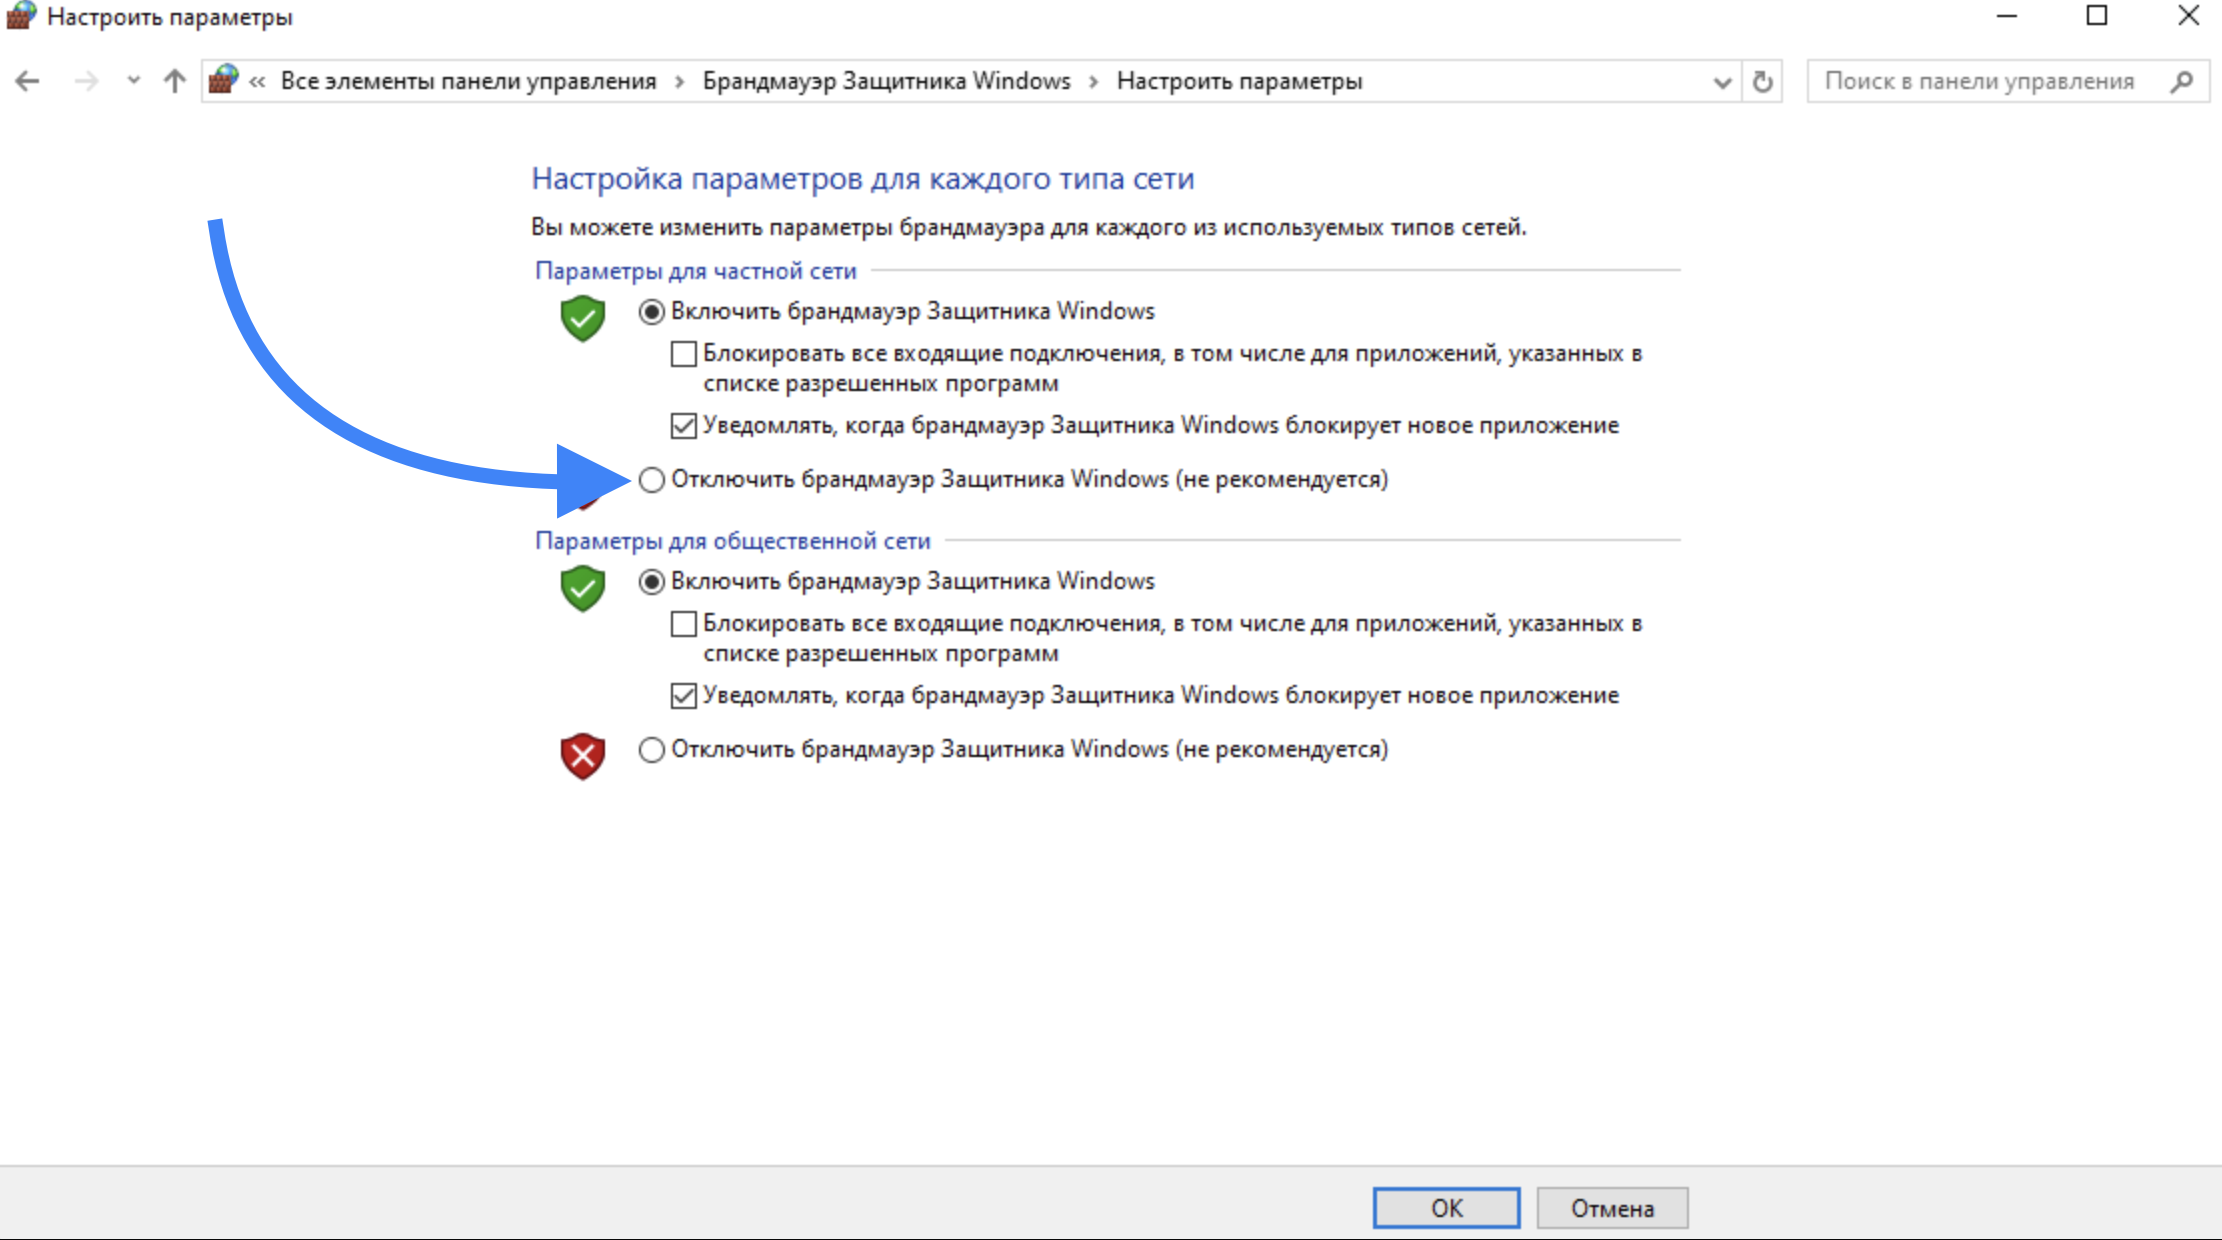 Настроить параметры
« Все элементы панели управления › Брандмауэр Защитника Windows › Настроить параметры
Поиск в панели управления
Настройка параметров для каждого типа сети
Вы можете изменить параметры брандмауэра для каждого из используемых типов сетей.
Параметры для частной сети
Включить брандмауэр Защитника Windows
Блокировать все входящие подключения, в том числе для приложений, указанных в
списке разрешенных программ
Уведомлять, когда брандмауэр Защитника Windows блокирует новое приложение
Отключить брандмауэр Защитника Windows (не рекомендуется)
Параметры для общественной сети
Включить брандмауэр Защитника Windows
Блокировать все входящие подключения, в том числе для приложений, указанных в
списке разрешенных программ
Уведомлять, когда брандмауэр Защитника Windows блокирует новое приложение
Отключить брандмауэр Защитника Windows (не рекомендуется)
ОК
Отмена